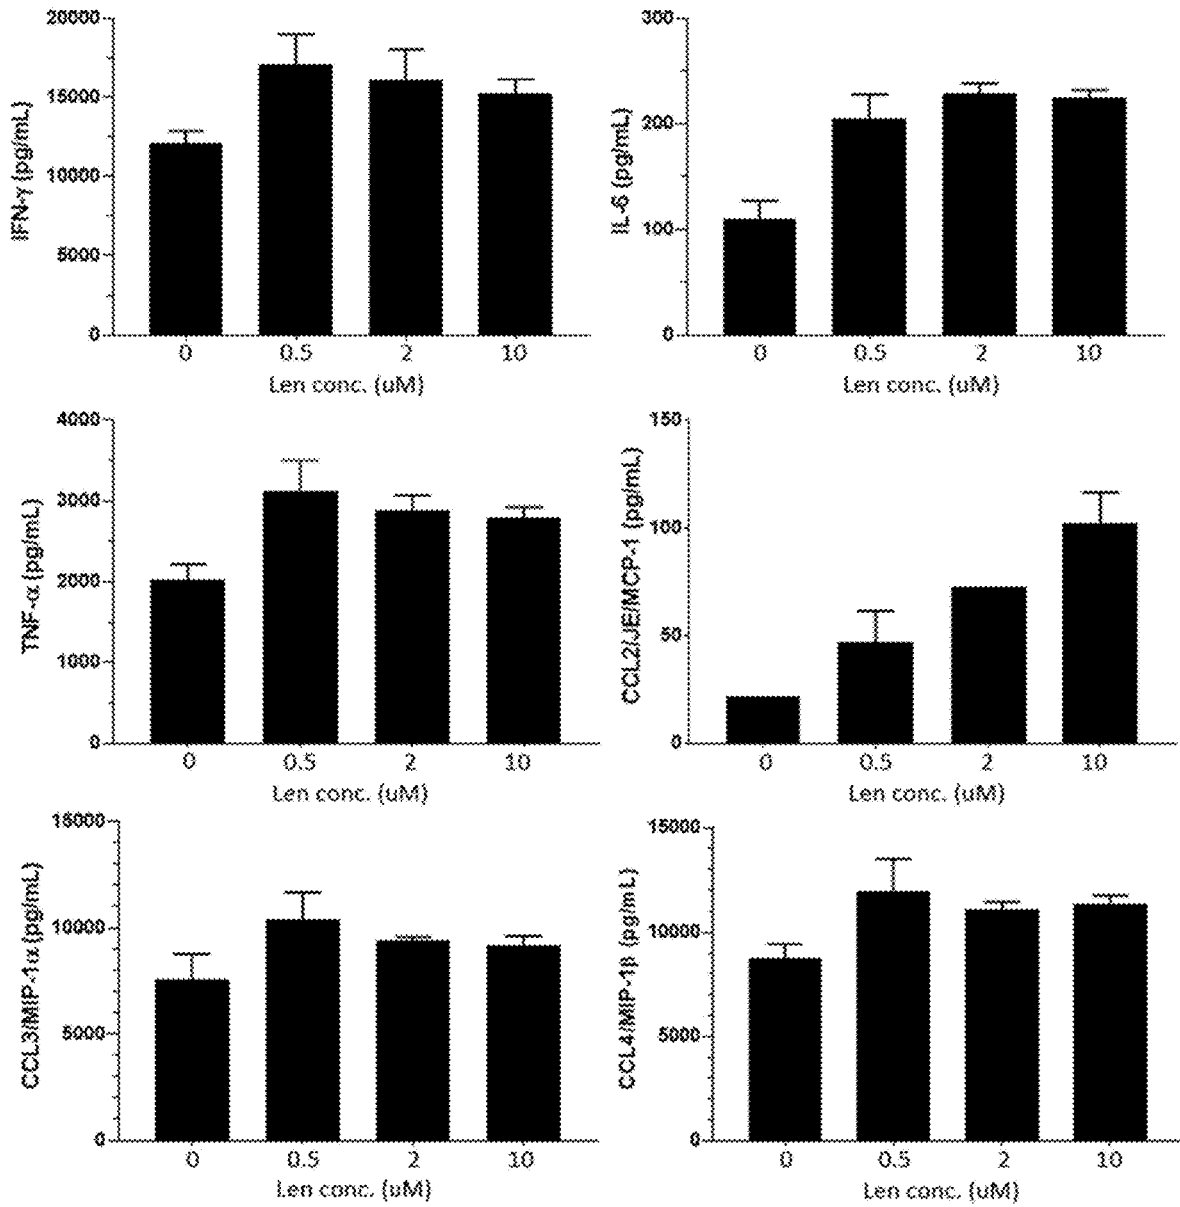 IFN-γ (pg/mL)
20000
15000
10000
5000
0
0 0.5 2 10
Len conc. (uM)
IL-6 (pg/mL)
300
200
100
0
0 0.5 2 10
Len conc. (uM)
TNF-α (pg/mL)
4000
3000
2000
1000
0
0 0.5 2 10
Len conc. (uM)
CCL2/JE/MCP-1 (pg/mL)
150
100
50
0
0 0.5 2 10
Len conc. (uM)
CCL3/MIP-1α (pg/mL)
15000
10000
5000
0
0 0.5 2 10
Len conc. (uM)
CCL4/MIP-1β (pg/mL)
15000
10000
5000
0
0 0.5 2 10
Len conc. (uM)